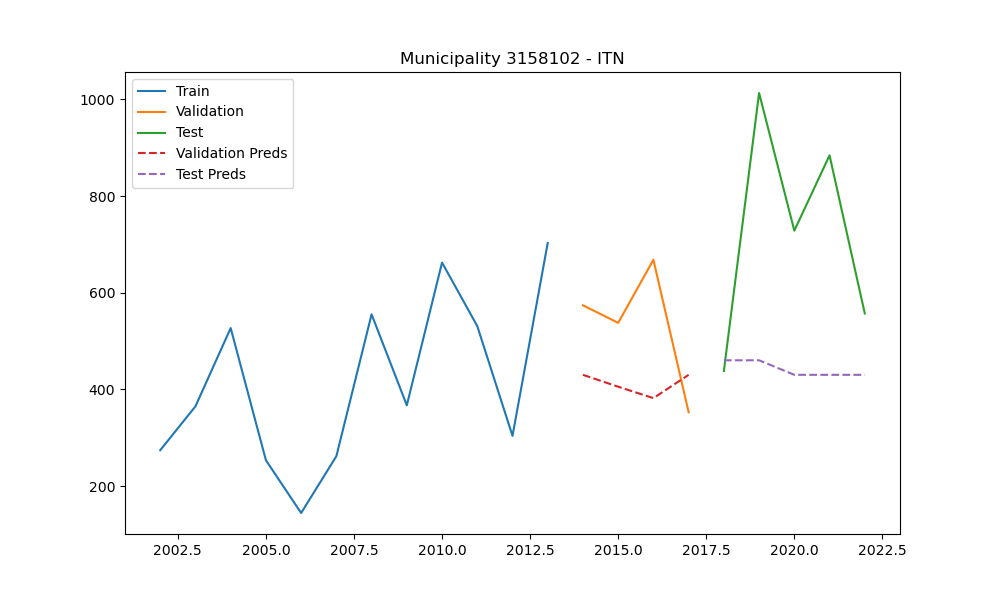 Municipality 3158102 - ITN
Train
Validation
Test
Validation Preds
Test Preds
1000
800
600
400
200
2002.5 2005.0 2007.5 2010.0 2012.5 2015.0 2017.5 2020.0 2022.5